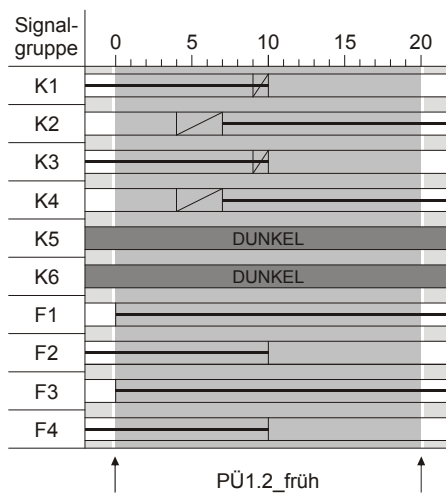 Signal-
gruppe
0 5 10 15 20
K1
K2
K3
K4
K5 DUNKEL
K6 DUNKEL
F1
F2
F3
F4
PÜ1.2_früh